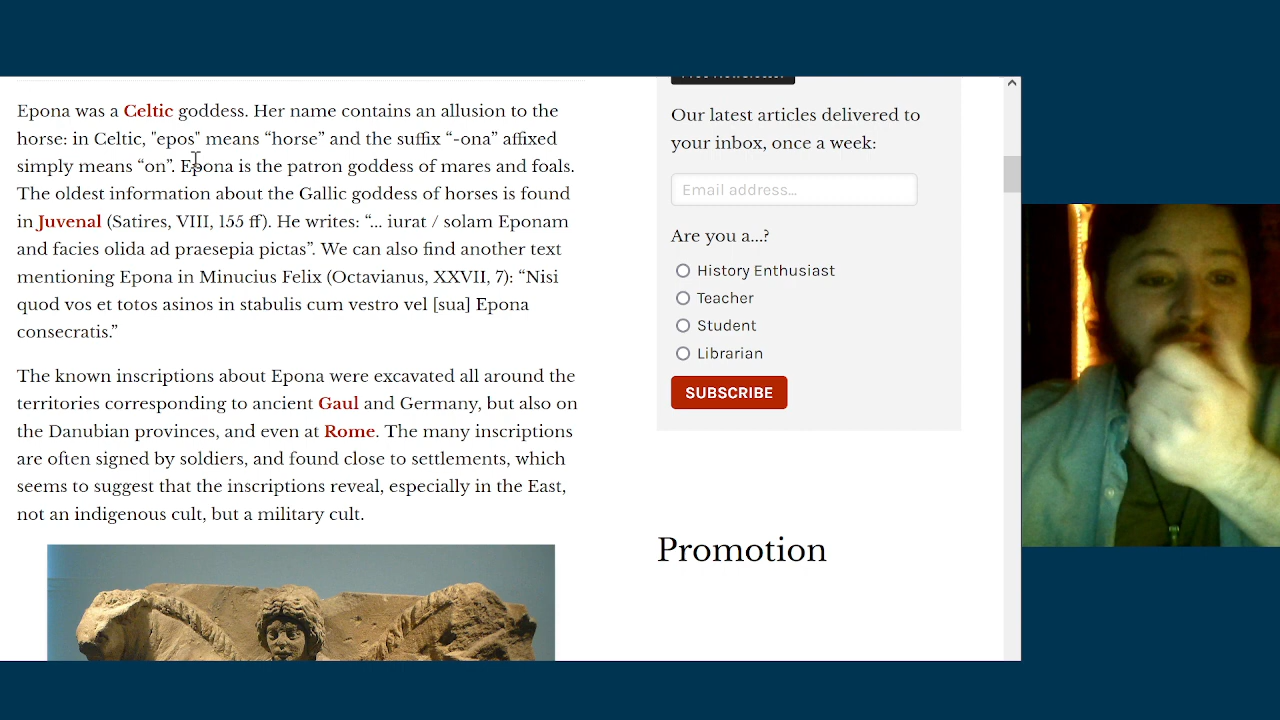 Epona was a Celtic goddess. Her name contains an allusion to the
horse: in Celtic, "epos" means “horse” and the suffix “-ona” affixed
simply means “on”. Epona is the patron goddess of mares and foals.
The oldest information about the Gallic goddess of horses is found
in Juvenal (Satires, VIII, 155 ff). He writes: “... iurat / solam Eponam
and facies olida ad praesepia pictas”. We can also find another text
mentioning Epona in Minucius Felix (Octavianus, XXVII, 7): “Nisi
quod vos et totos asinos in stabulis cum vestro vel [sua] Epona
consecratis.”
The known inscriptions about Epona were excavated all around the
territories corresponding to ancient Gaul and Germany, but also on
the Danubian provinces, and even at Rome. The many inscriptions
are often signed by soldiers, and found close to settlements, which
seems to suggest that the inscriptions reveal, especially in the East,
not an indigenous cult, but a military cult.
Our latest articles delivered to
your inbox, once a week:
Email address...
Are you a...?
History Enthusiast
Teacher
Student
Librarian
SUBSCRIBE
Promotion